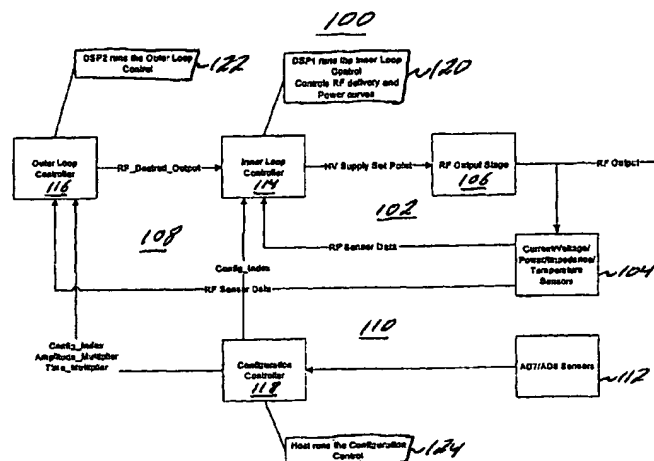 100
DSP2 runs the Outer Loop
Control
122
DSP1 runs the Inner Loop
Control
Controls RF delivery and
Power curves
120
Outer Loop
Controller
116
RF_Desired_Output
Inner Loop
Controller
114
HV Supply Set Point
RF Output Stage
106
RF Output
102
108
RF Sensor Data
Config_Index
RF Sensor Data
Current/Voltage/
Power/Impedance/
Temperature
Sensors
104
110
Config_Index
Amplitude_Multiplier
Time_Multiplier
Configuration
Controller
118
AD7/AD8 Sensors
112
Host runs the Configuration
Control
124